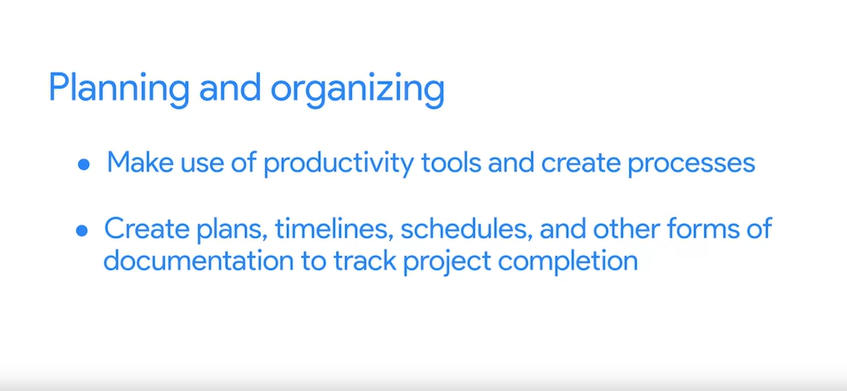 Planning and organizing
● Make use of productivity tools and create processes
● Create plans, timelines, schedules, and other forms of
documentation to track project completion